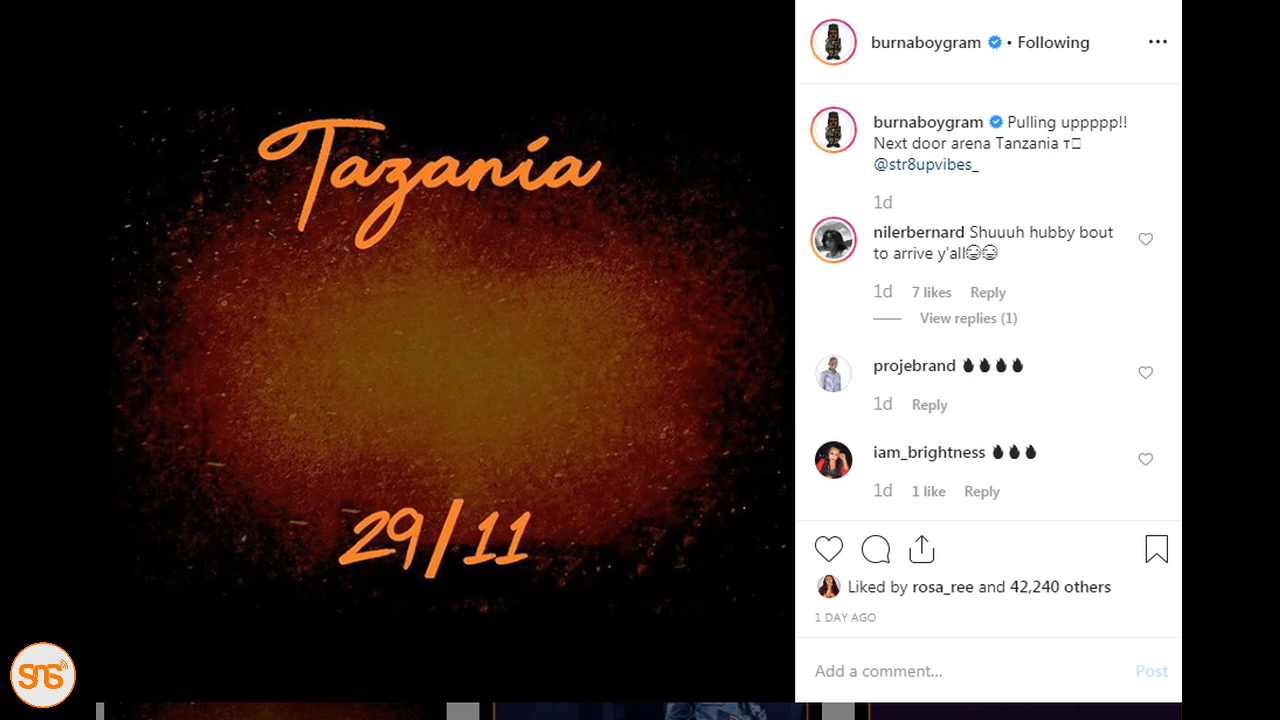 Tazania
29/11
SNS
burnaboygram • Following
burnaboygram Pulling uppppp!!
Next door arena Tanzania
@str8upvibes_
1d
nilerbernard Shuuuh hubby bout
to arrive y'all
1d 7 likes Reply
View replies (1)
projebrand
1d Reply
iam_brightness
1d 1 like Reply
Liked by rosa_ree and 42,240 others
1 DAY AGO
Add a comment... Post